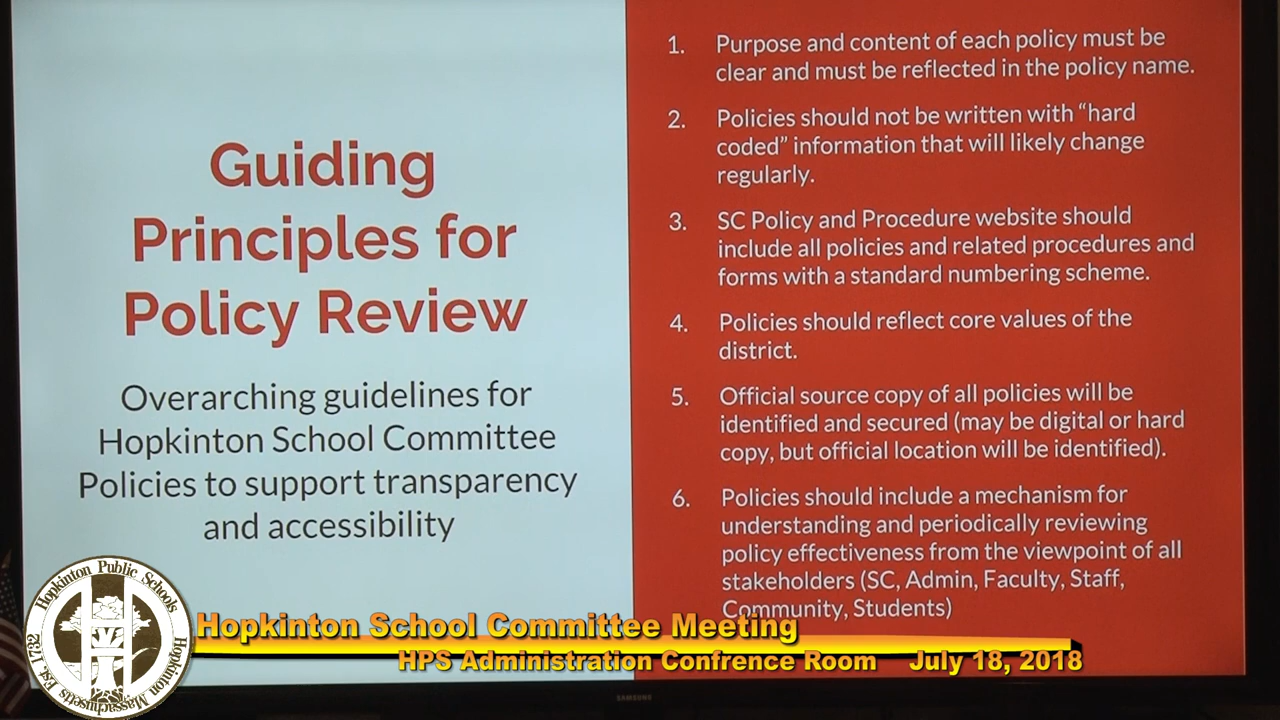 Guiding
Principles for
Policy Review
Overarching guidelines for
Hopkinton School Committee
Policies to support transparency
and accessibility
1. Purpose and content of each policy must be
clear and must be reflected in the policy name.
2. Policies should not be written with “hard
coded” information that will likely change
regularly.
3. SC Policy and Procedure website should
include all policies and related procedures and
forms with a standard numbering scheme.
4. Policies should reflect core values of the
district.
5. Official source copy of all policies will be
identified and secured (may be digital or hard
copy, but official location will be identified).
6. Policies should include a mechanism for
understanding and periodically reviewing
policy effectiveness from the viewpoint of all
stakeholders (SC, Admin, Faculty, Staff,
Community, Students)
Hopkinton School Committee Meeting
HPS Administration Confrence Room July 18, 2018
Hopkinton Public Schools
Hopkinton Massachusetts Est. 1732
SAMSUNG